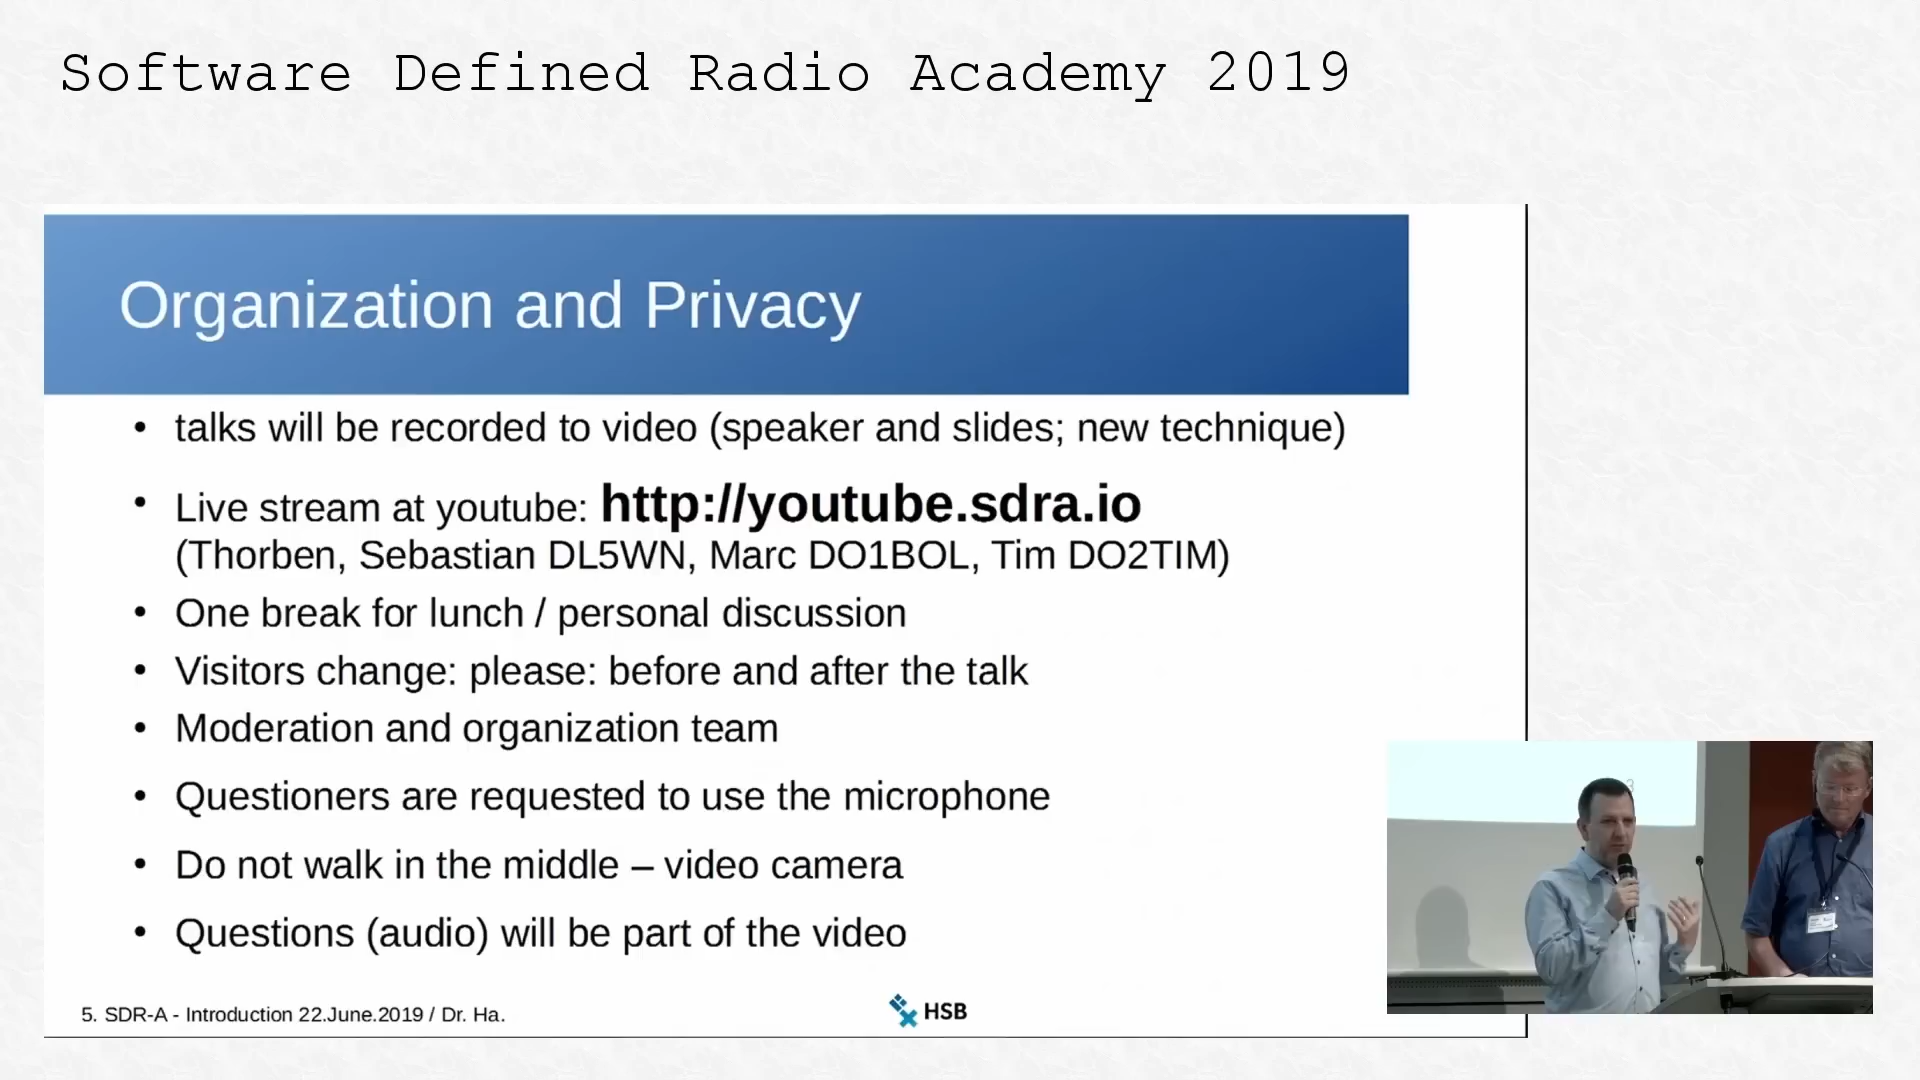 Software Defined Radio Academy 2019
Organization and Privacy
• talks will be recorded to video (speaker and slides; new technique)
• Live stream at youtube: http://youtube.sdra.io
(Thorben, Sebastian DL5WN, Marc DO1BOL, Tim DO2TIM)
• One break for lunch / personal discussion
• Visitors change: please: before and after the talk
• Moderation and organization team
• Questioners are requested to use the microphone
• Do not walk in the middle – video camera
• Questions (audio) will be part of the video
5. SDR-A - Introduction 22.June.2019 / Dr. Ha.
HSB